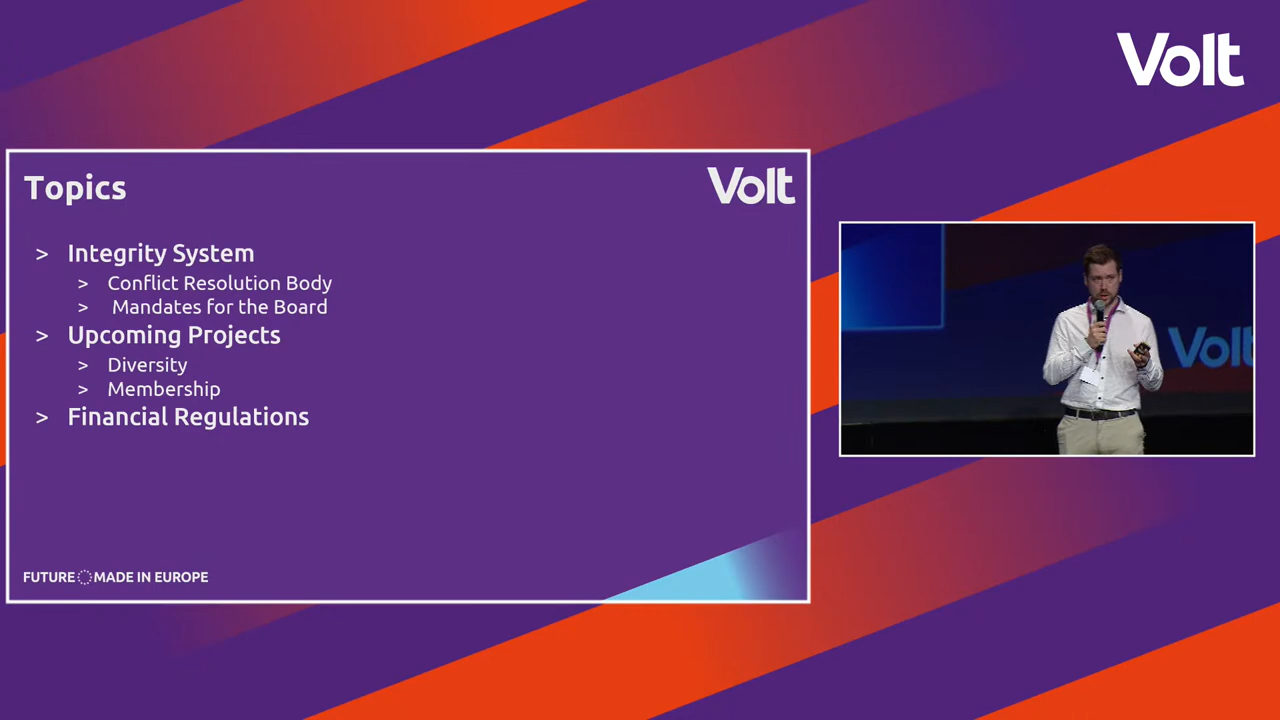 Volt
Topics
Volt
> Integrity System
> Conflict Resolution Body
> Mandates for the Board
> Upcoming Projects
> Diversity
> Membership
> Financial Regulations
FUTURE MADE IN EUROPE
Volt